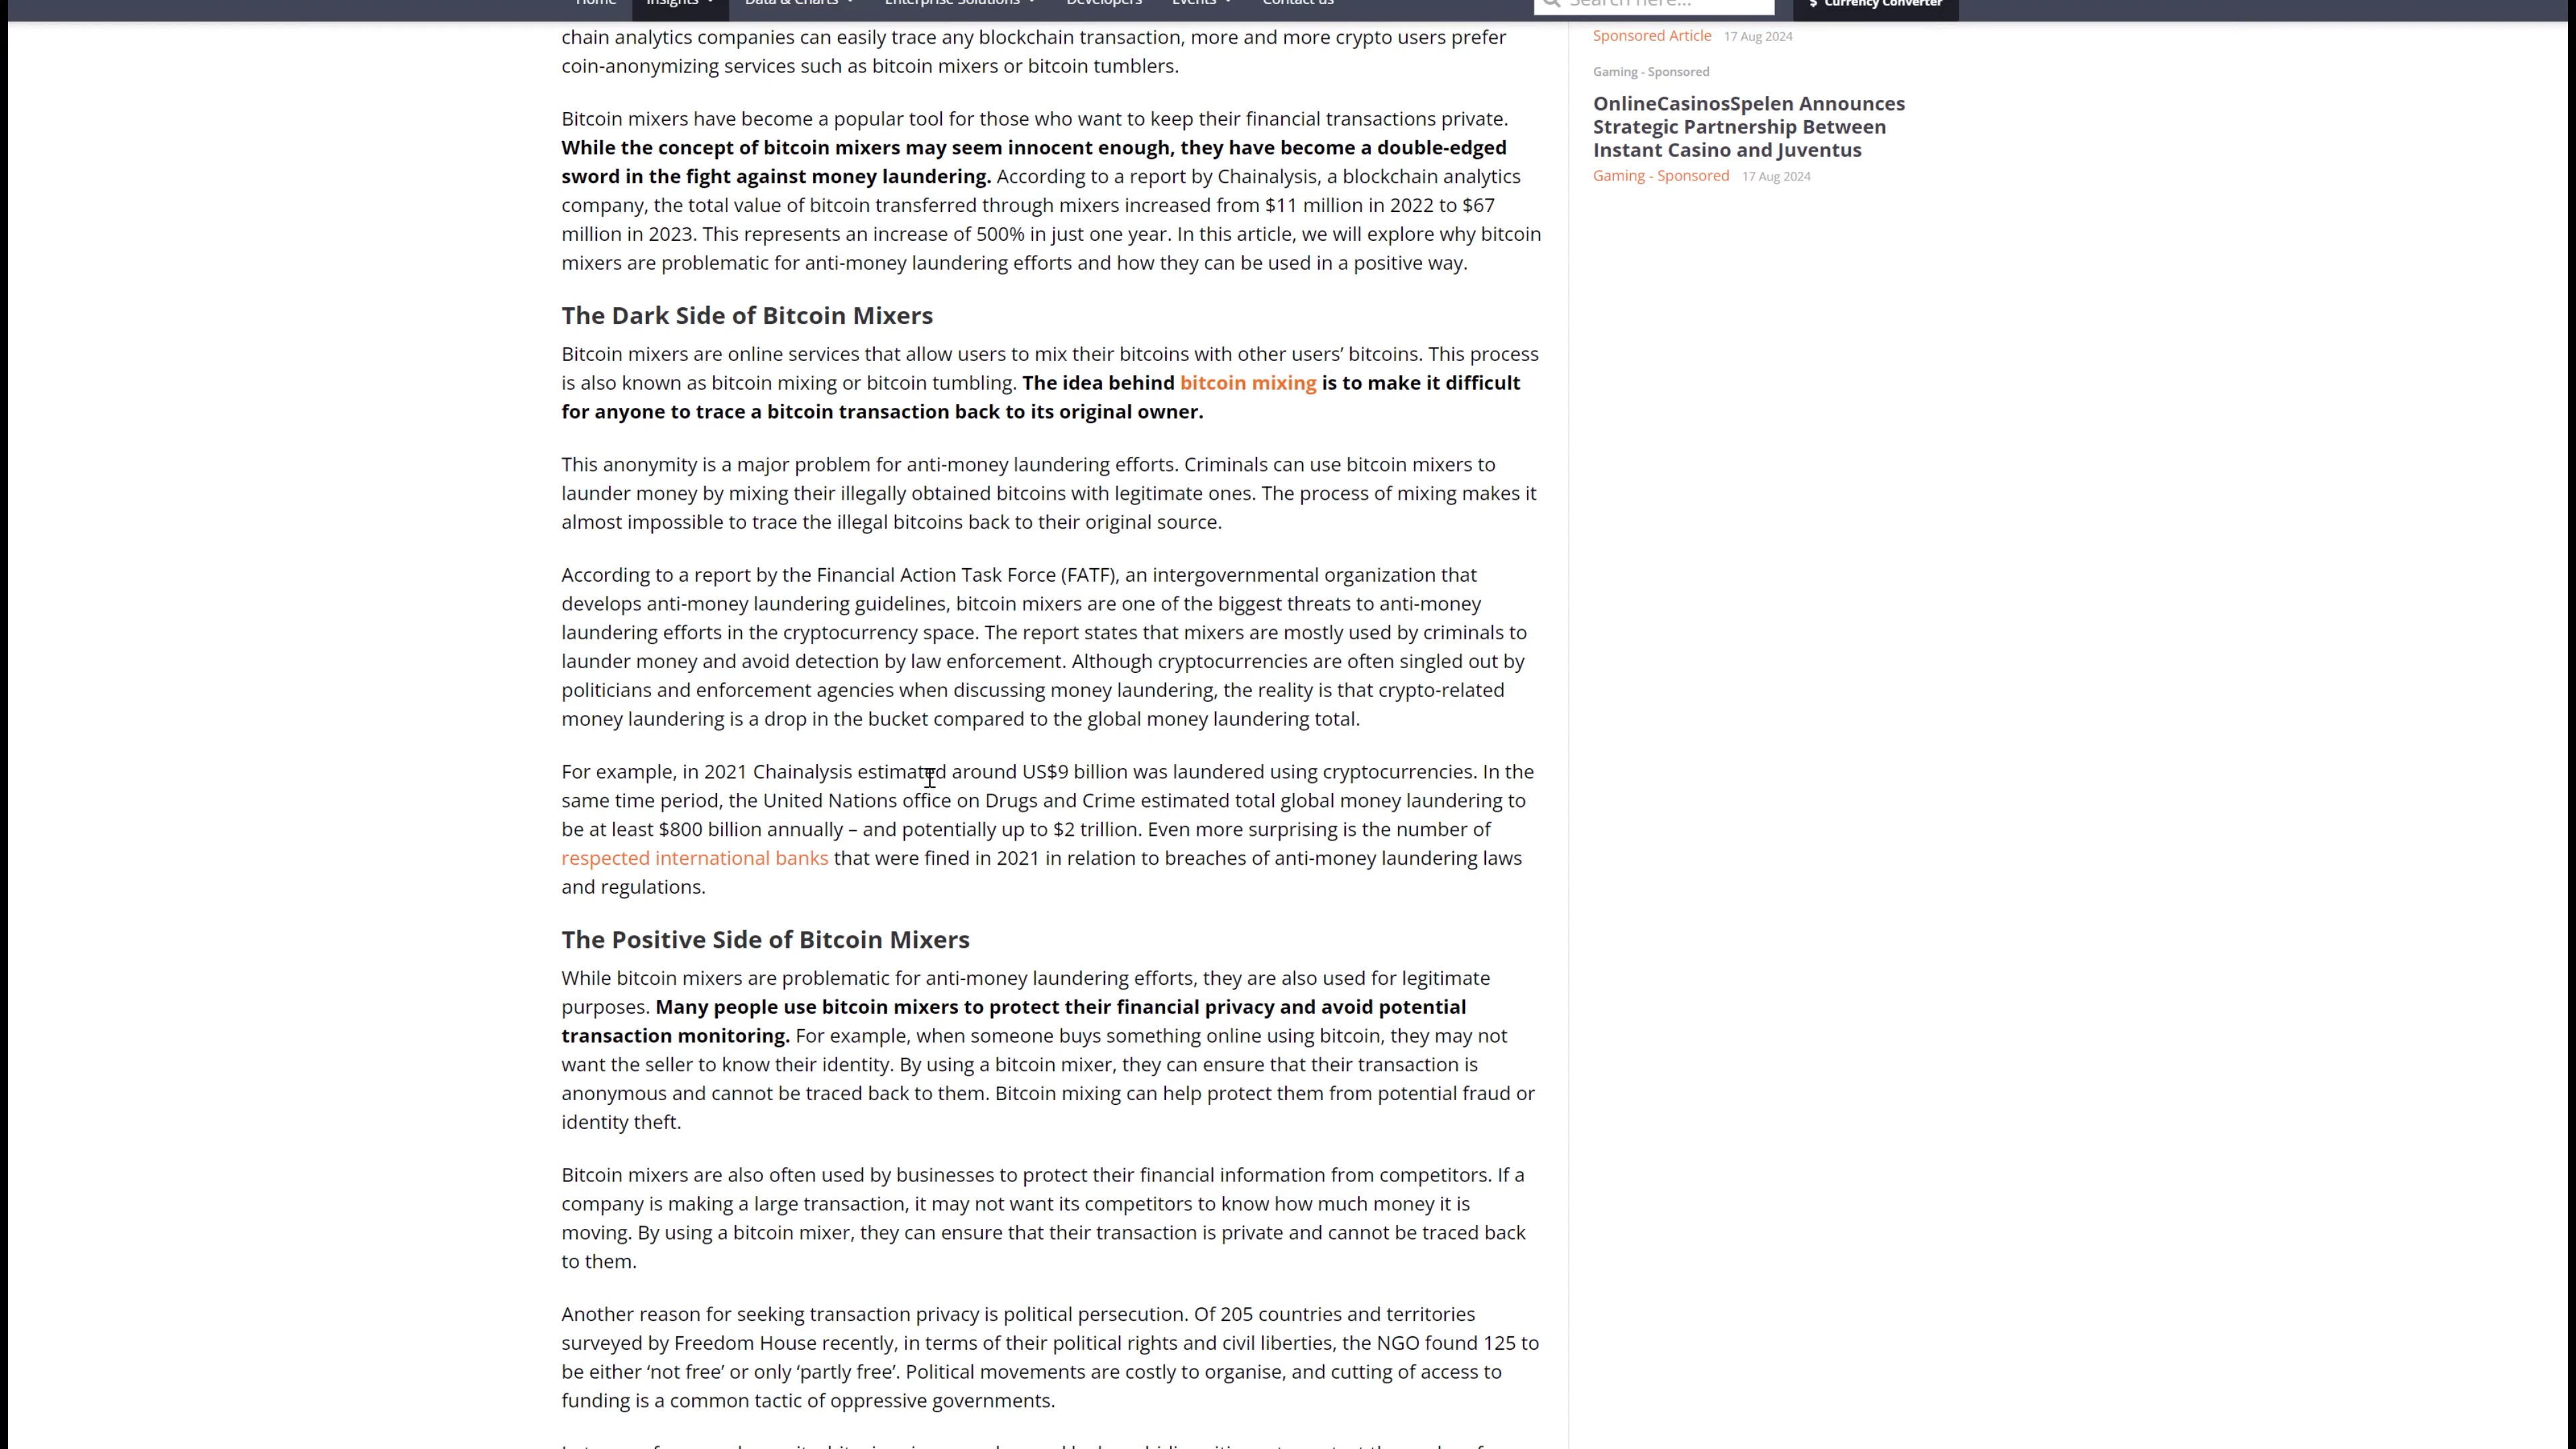 Home Insights Data & Charts Enterprise Solutions Developers Events Contact us Search here... $ Currency Converter
chain analytics companies can easily trace any blockchain transaction, more and more crypto users prefer
coin-anonymizing services such as bitcoin mixers or bitcoin tumblers.
Bitcoin mixers have become a popular tool for those who want to keep their financial transactions private.
While the concept of bitcoin mixers may seem innocent enough, they have become a double-edged
sword in the fight against money laundering. According to a report by Chainalysis, a blockchain analytics
company, the total value of bitcoin transferred through mixers increased from $11 million in 2022 to $67
million in 2023. This represents an increase of 500% in just one year. In this article, we will explore why bitcoin
mixers are problematic for anti-money laundering efforts and how they can be used in a positive way.
The Dark Side of Bitcoin Mixers
Bitcoin mixers are online services that allow users to mix their bitcoins with other users’ bitcoins. This process
is also known as bitcoin mixing or bitcoin tumbling. The idea behind bitcoin mixing is to make it difficult
for anyone to trace a bitcoin transaction back to its original owner.
This anonymity is a major problem for anti-money laundering efforts. Criminals can use bitcoin mixers to
launder money by mixing their illegally obtained bitcoins with legitimate ones. The process of mixing makes it
almost impossible to trace the illegal bitcoins back to their original source.
According to a report by the Financial Action Task Force (FATF), an intergovernmental organization that
develops anti-money laundering guidelines, bitcoin mixers are one of the biggest threats to anti-money
laundering efforts in the cryptocurrency space. The report states that mixers are mostly used by criminals to
launder money and avoid detection by law enforcement. Although cryptocurrencies are often singled out by
politicians and enforcement agencies when discussing money laundering, the reality is that crypto-related
money laundering is a drop in the bucket compared to the global money laundering total.
For example, in 2021 Chainalysis estimated around US$9 billion was laundered using cryptocurrencies. In the
same time period, the United Nations office on Drugs and Crime estimated total global money laundering to
be at least $800 billion annually – and potentially up to $2 trillion. Even more surprising is the number of
respected international banks that were fined in 2021 in relation to breaches of anti-money laundering laws
and regulations.
The Positive Side of Bitcoin Mixers
While bitcoin mixers are problematic for anti-money laundering efforts, they are also used for legitimate
purposes. Many people use bitcoin mixers to protect their financial privacy and avoid potential
transaction monitoring. For example, when someone buys something online using bitcoin, they may not
want the seller to know their identity. By using a bitcoin mixer, they can ensure that their transaction is
anonymous and cannot be traced back to them. Bitcoin mixing can help protect them from potential fraud or
identity theft.
Bitcoin mixers are also often used by businesses to protect their financial information from competitors. If a
company is making a large transaction, it may not want its competitors to know how much money it is
moving. By using a bitcoin mixer, they can ensure that their transaction is private and cannot be traced back
to them.
Another reason for seeking transaction privacy is political persecution. Of 205 countries and territories
surveyed by Freedom House recently, in terms of their political rights and civil liberties, the NGO found 125 to
be either ‘not free’ or only ‘partly free’. Political movements are costly to organise, and cutting of access to
funding is a common tactic of oppressive governments.
Sponsored Article 17 Aug 2024
Gaming - Sponsored
OnlineCasinosSpelen Announces
Strategic Partnership Between
Instant Casino and Juventus
Gaming - Sponsored 17 Aug 2024